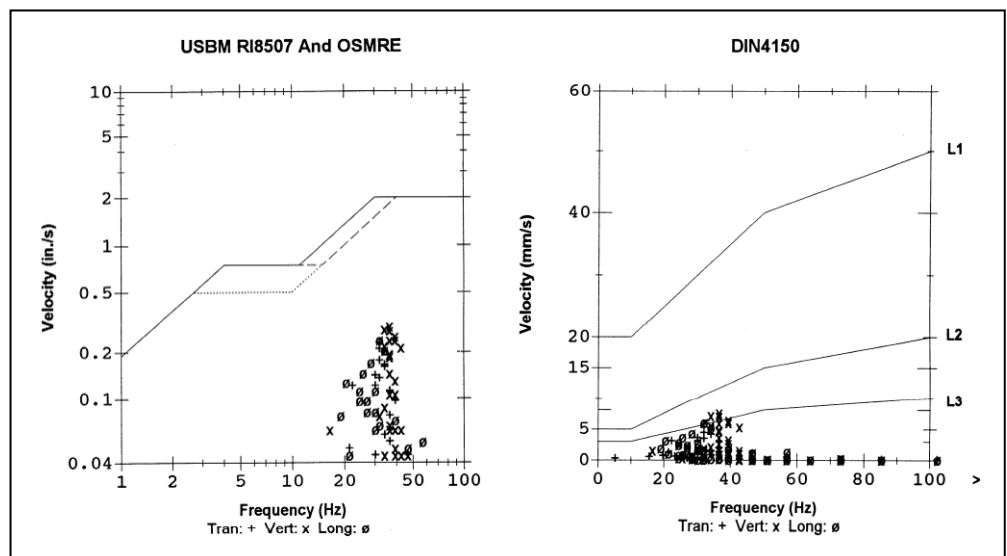 USBM RI8507 And OSMRE
10
5
2
1
0.5
0.2
0.1
0.04
1 2 5 10 20 50 100
Velocity (in./s)
Frequency (Hz)
Tran: + Vert: x Long: ø
DIN4150
60
40
20
15
5
0
0 20 40 60 80 100 >
L1
L2
L3
Velocity (mm/s)
Frequency (Hz)
Tran: + Vert: x Long: ø